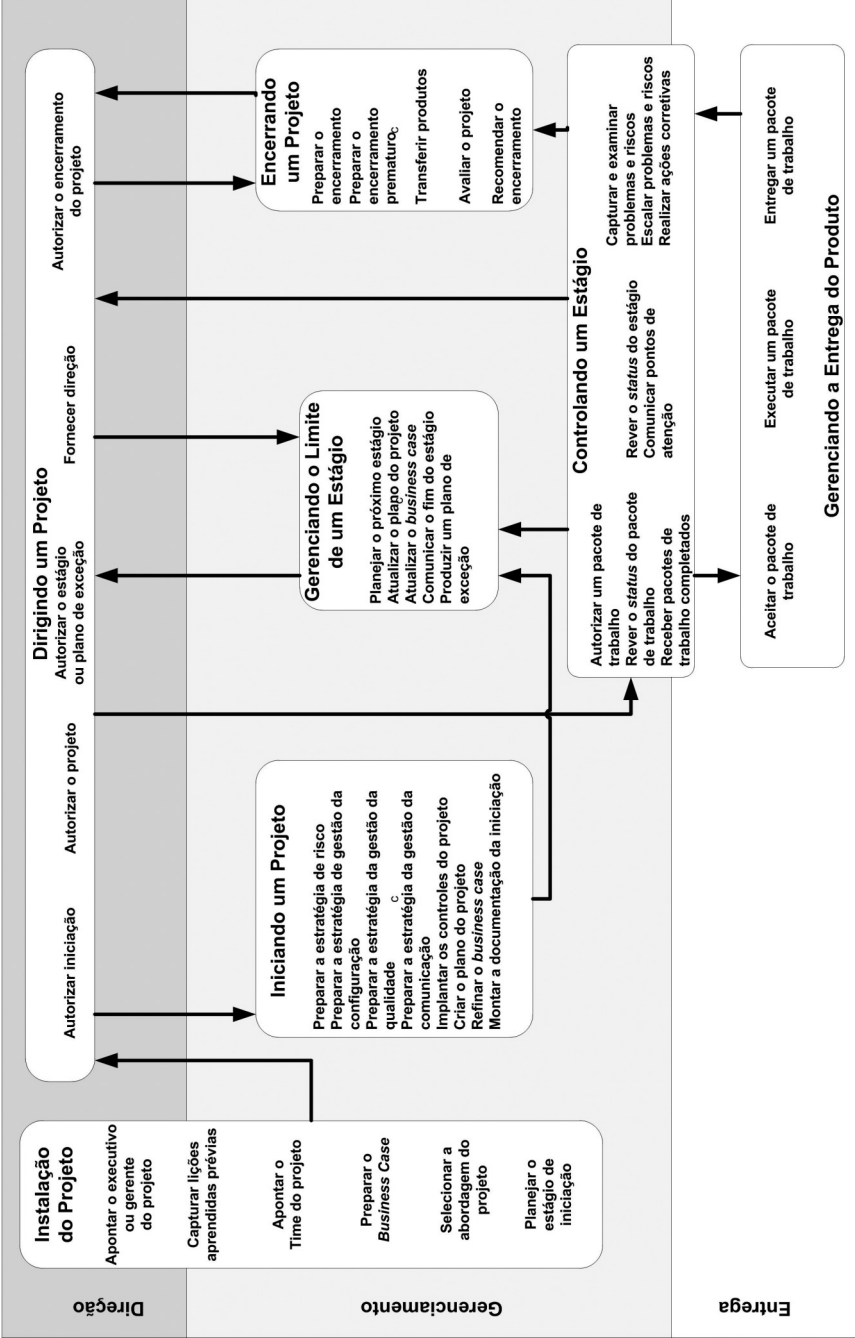 Direção
Gerenciamento
Entrega
Instalação
do Projeto
Apontar o executivo
ou gerente
do projeto
Capturar lições
aprendidas prévias
Apontar o
Time do projeto
Preparar o
Business Case
Selecionar a
abordagem do
projeto
Planejar o
estágio de
iniciação
Dirigindo um Projeto
Autorizar iniciação
Autorizar o projeto
Autorizar o estágio
ou plano de exceção
Fornecer direção
Autorizar o encerramento
do projeto
Iniciando um Projeto
Preparar a estratégia de risco
Preparar a estratégia de gestão da
configuração
Preparar a estratégia da gestão da
qualidade c
Preparar a estratégia da gestão da
comunicação
Implantar os controles do projeto
Criar o plano do projeto
Refinar o business case
Montar a documentação da iniciação
Gerenciando o Limite
de um Estágio
Planejar o próximo estágio
Atualizar o plano do projeto
c
Atualizar o business case
Comunicar o fim do estágio
Produzir um plano de
exceção
Encerrando
um Projeto
Preparar o
encerramento
Preparar o
encerramento
prematuro c
Transferir produtos
Avaliar o projeto
Recomendar o
encerramento
Controlando um Estágio
Autorizar um pacote de
trabalho
Rever o status do pacote
de trabalho
Receber pacotes de
trabalho completados
Rever o status do estágio
Comunicar pontos de
atenção
Capturar e examinar
problemas e riscos
Escalar problemas e riscos
Realizar ações corretivas
Aceitar o pacote de
trabalho
Executar um pacote
de trabalho
Entregar um pacote
de trabalho
Gerenciando a Entrega do Produto